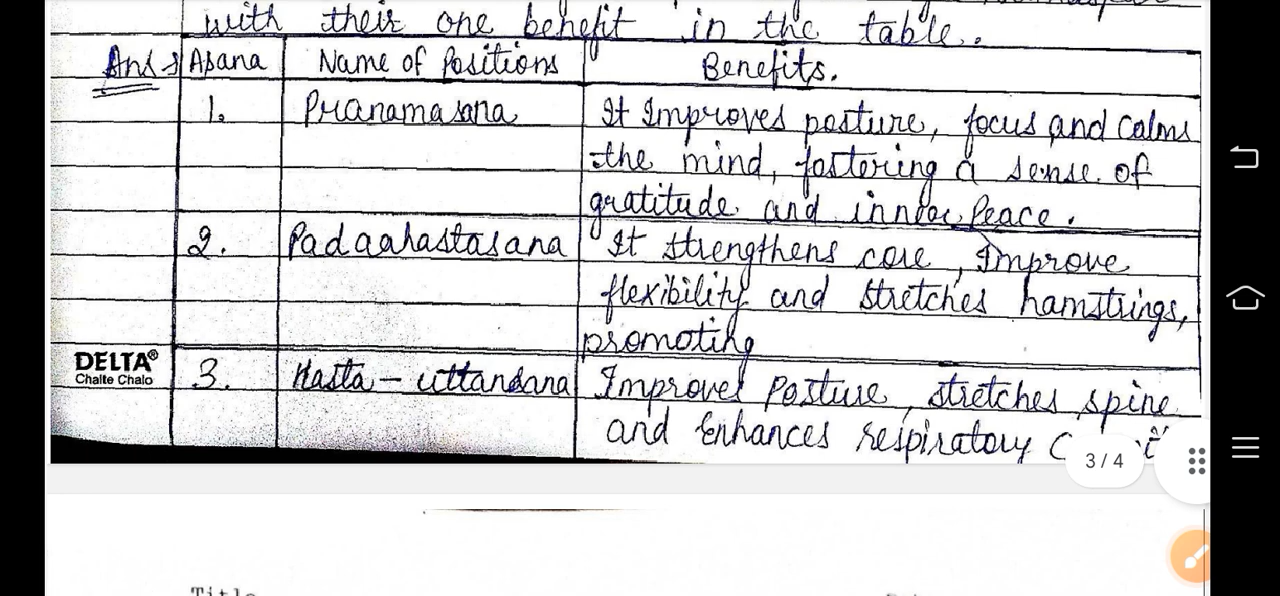 with their one benefit in the table.
Ans → Asana Name of Positions Benefits.
1. Pranamasana It Improves posture, focus and calms
the mind, fostering a sense of
gratitude and inner Peace.
2. Padaahastasana It strengthens core, Improve
flexibility and stretches hamstrings,
promoting
DELTA®
Chalte Chalo
3. Hasta - uttanasana Improves Posture, stretches spine
and Enhances respiratory
3 / 4
Title